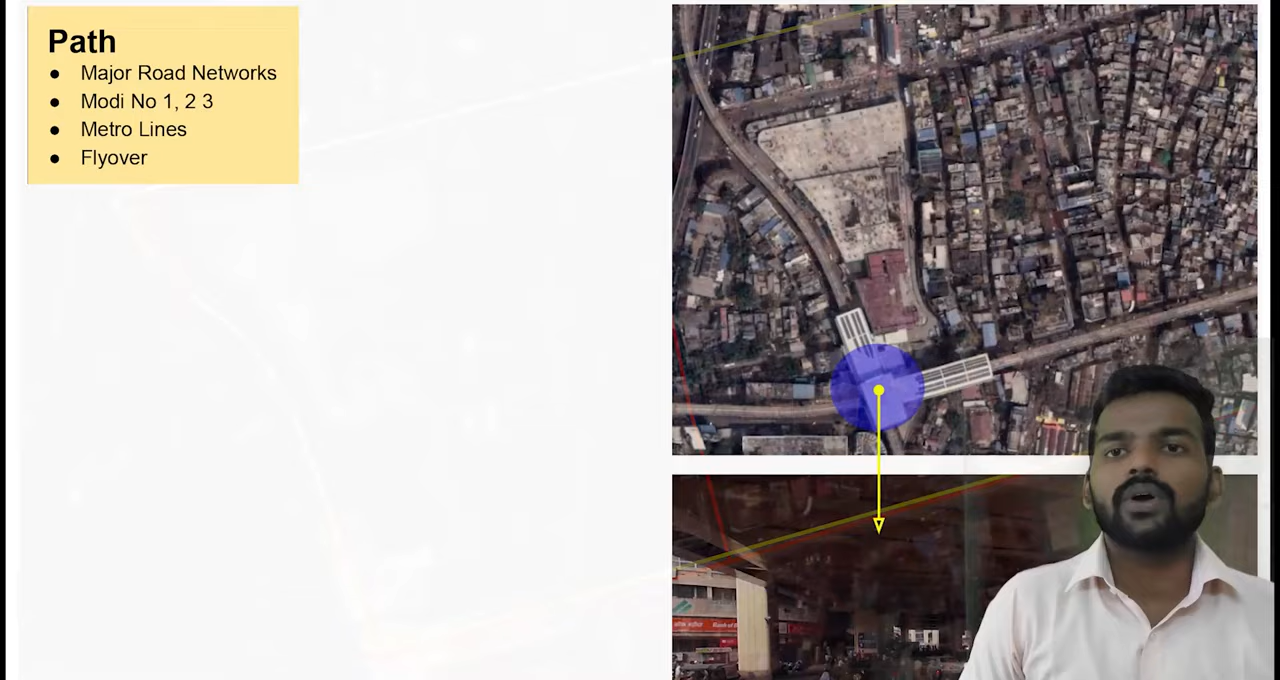 Path
● Major Road Networks
● Modi No 1, 2 3
● Metro Lines
● Flyover